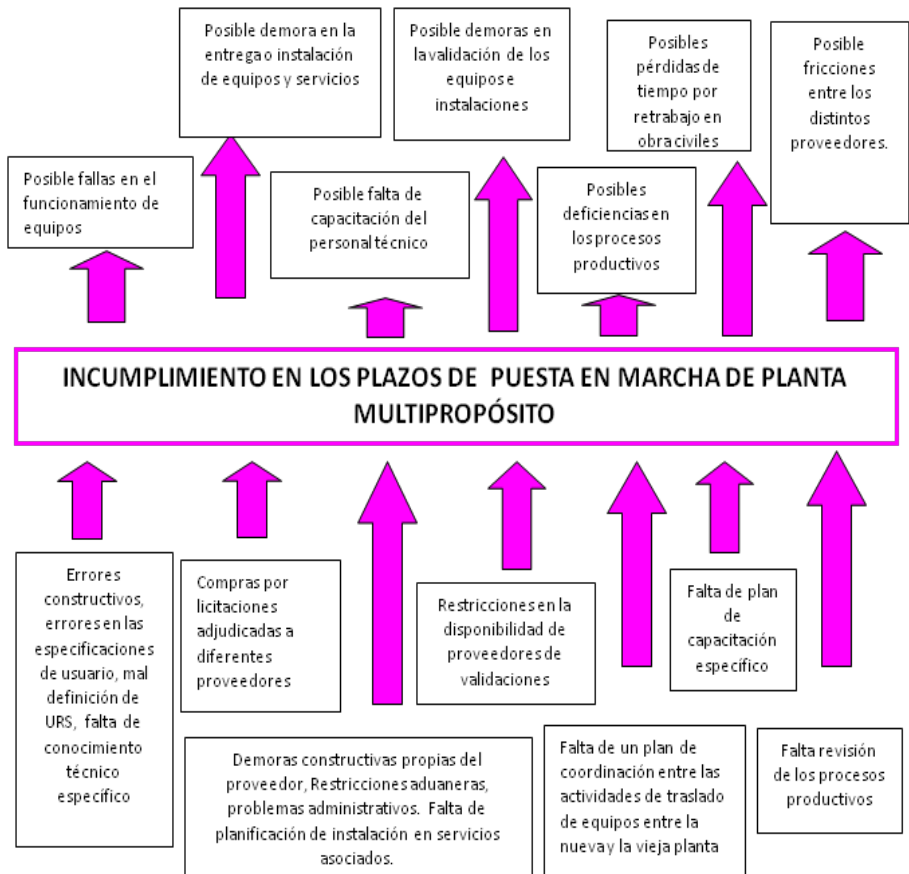 Posible demora en la
entrega o instalación
de equipos y servicios
Posible demoras en
la validación de los
equipos e
instalaciones
Posibles
pérdidas de
tiempo por
retrabajo en
obra civiles
Posible
fricciones
entre los
distintos
proveedores.
Posible fallas en el
funcionamiento de
equipos
Posible falta de
capacitación del
personal técnico
Posibles
deficiencias en
los procesos
productivos
INCUMPLIMIENTO EN LOS PLAZOS DE PUESTA EN MARCHA DE PLANTA
MULTIPROPÓSITO
Errores
constructivos,
errores en las
especificaciones
de usuario, mal
definición de
URS, falta de
conocimiento
técnico
específico
Compras por
licitaciones
adjudicadas a
diferentes
proveedores
Restricciones en la
disponibilidad de
proveedores de
validaciones
Falta de plan
de
capacitación
específico
Demoras constructivas propias del
proveedor, Restricciones aduaneras,
problemas administrativos. Falta de
planificación de instalación en servicios
asociados.
Falta de un plan de
coordinación entre las
actividades de traslado
de equipos entre la
nueva y la vieja planta
Falta revisión
de los procesos
productivos